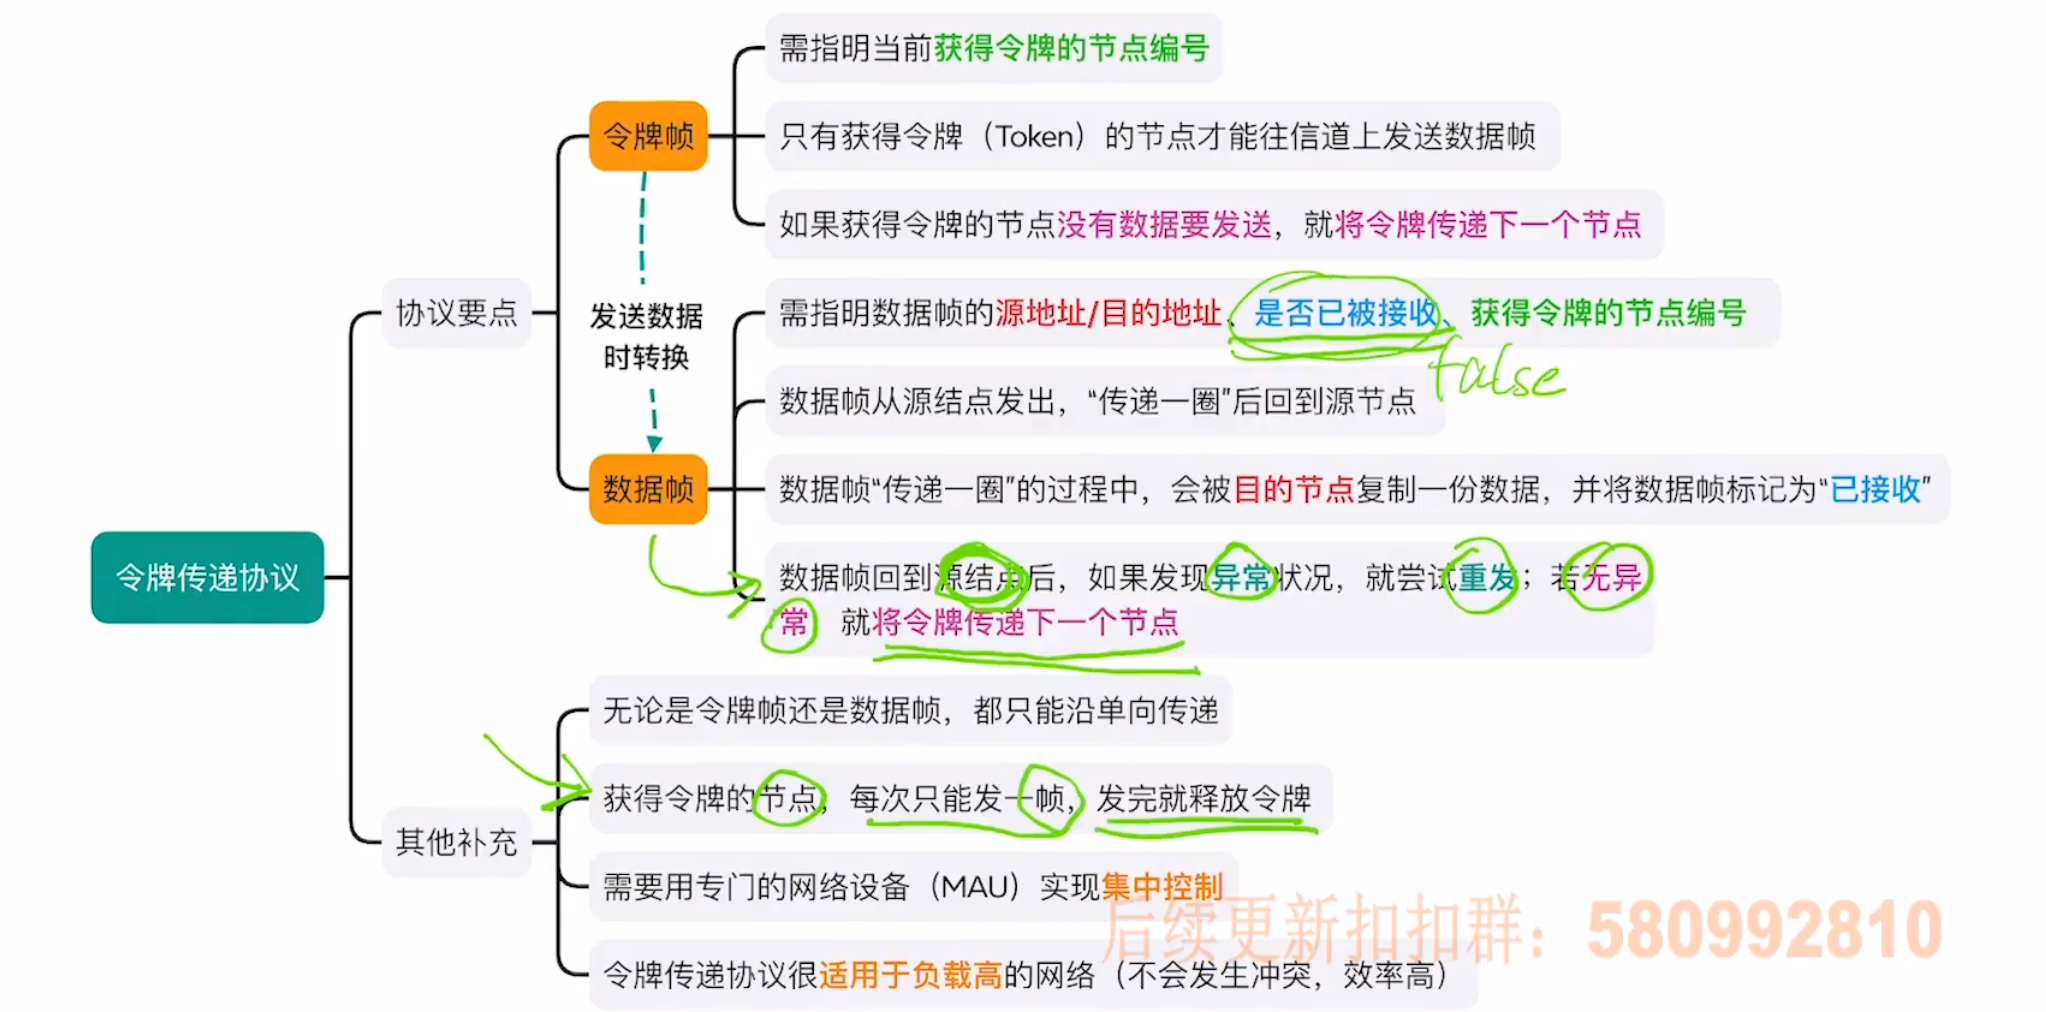 需指明当前获得令牌的节点编号
令牌帧
只有获得令牌（Token）的节点才能往信道上发送数据帧
如果获得令牌的节点没有数据要发送，就将令牌传递下一个节点
协议要点
发送数据
时转换
需指明数据帧的源地址/目的地址、是否已被接收、获得令牌的节点编号
false
数据帧从源结点发出，“传递一圈”后回到源节点
数据帧
数据帧“传递一圈”的过程中，会被目的节点复制一份数据，并将数据帧标记为“已接收”
令牌传递协议
数据帧回到源结点后，如果发现异常状况，就尝试重发；若无异
常 就将令牌传递下一个节点
无论是令牌帧还是数据帧，都只能沿单向传递
获得令牌的节点，每次只能发一帧，发完就释放令牌
其他补充
需要用专门的网络设备（MAU）实现集中控制
后续更新扣扣群：580992810
令牌传递协议很适用于负载高的网络（不会发生冲突，效率高）